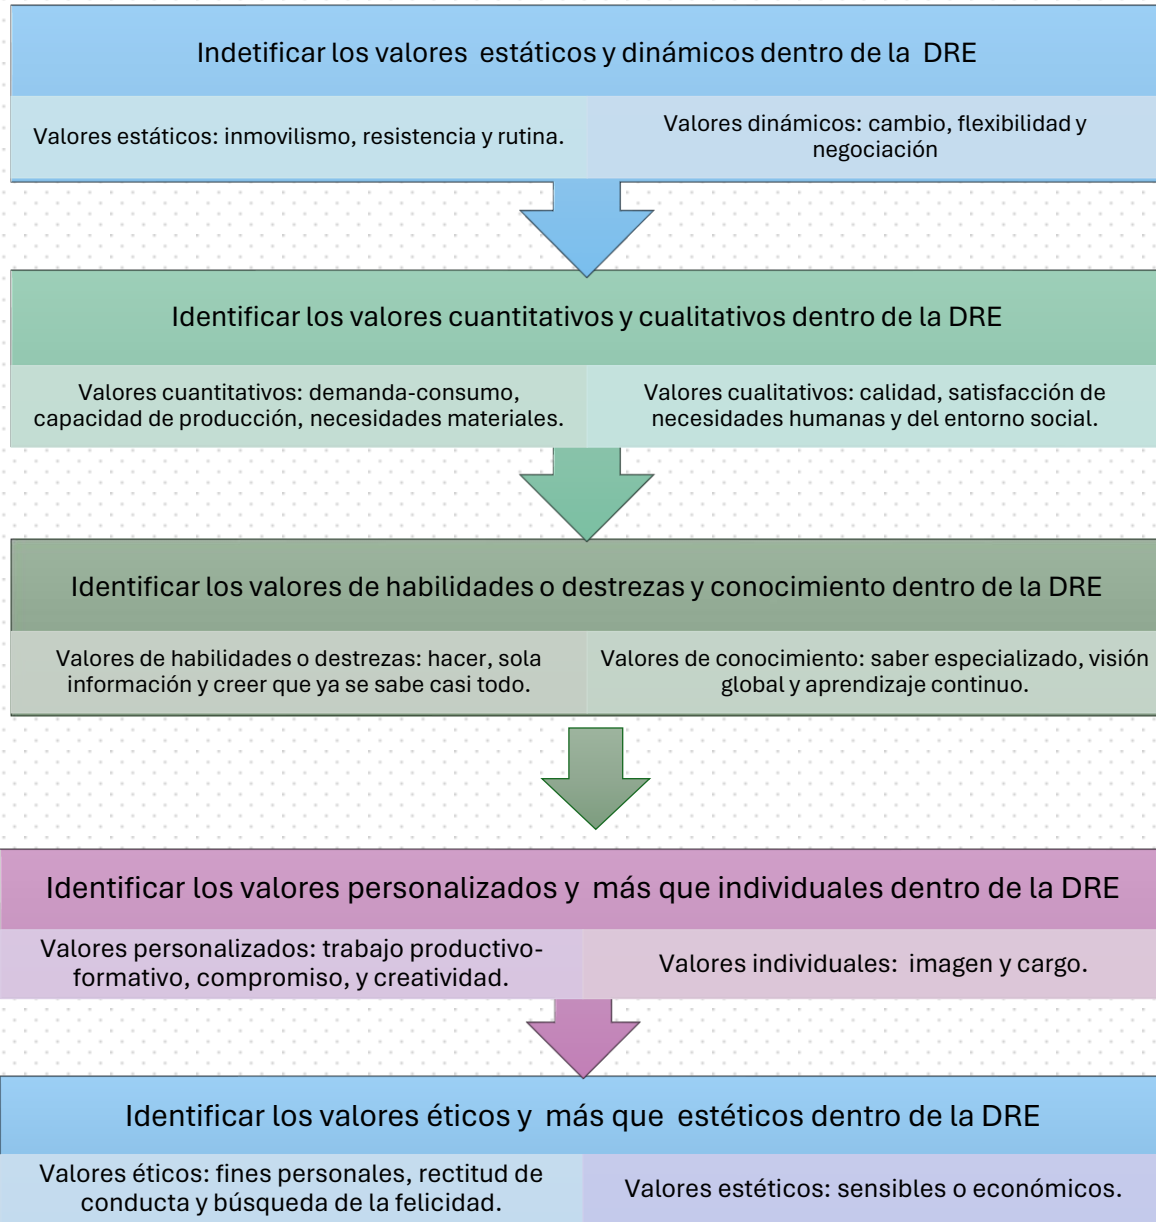 Indetificar los valores estáticos y dinámicos dentro de la DRE
Valores estáticos: inmovilismo, resistencia y rutina.
Valores dinámicos: cambio, flexibilidad y
negociación
Identificar los valores cuantitativos y cualitativos dentro de la DRE
Valores cuantitativos: demanda-consumo,
capacidad de producción, necesidades materiales.
Valores cualitativos: calidad, satisfacción de
necesidades humanas y del entorno social.
Identificar los valores de habilidades o destrezas y conocimiento dentro de la DRE
Valores de habilidades o destrezas: hacer, sola
información y creer que ya se sabe casi todo.
Valores de conocimiento: saber especializado, visión
global y aprendizaje continuo.
Identificar los valores personalizados y más que individuales dentro de la DRE
Valores personalizados: trabajo productivo-
formativo, compromiso, y creatividad.
Valores individuales: imagen y cargo.
Identificar los valores éticos y más que estéticos dentro de la DRE
Valores éticos: fines personales, rectitud de
conducta y búsqueda de la felicidad.
Valores estéticos: sensibles o económicos.